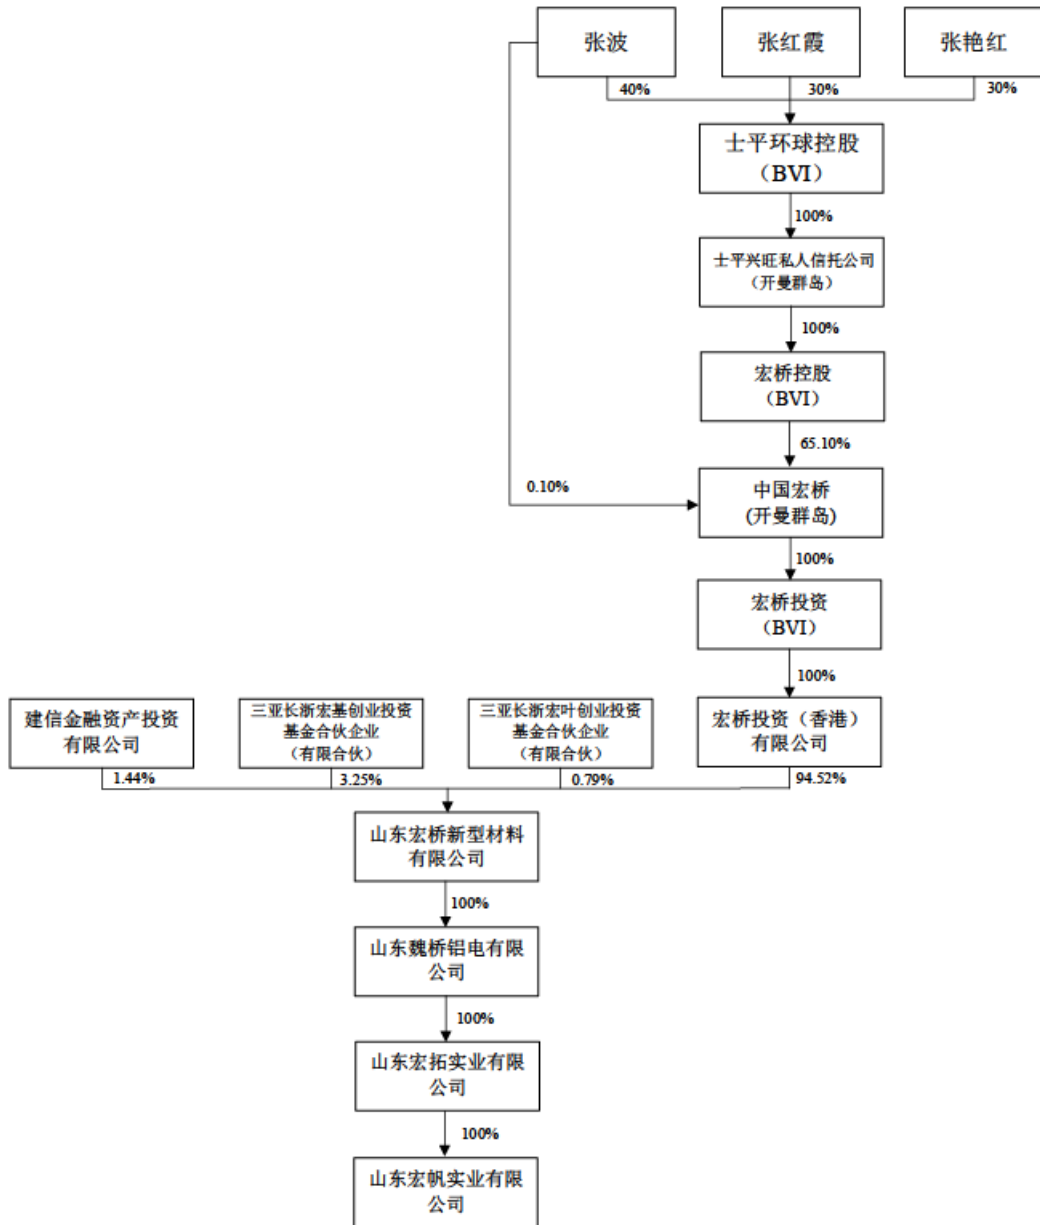 张波
张红霞
张艳红
40%
30%
30%
士平环球控股
（BVI）
100%
士平兴旺私人信托公司
（开曼群岛）
100%
宏桥控股
（BVI）
65.10%
0.10%
中国宏桥
(开曼群岛)
100%
宏桥投资
（BVI）
100%
建信金融资产投资
有限公司
三亚长浙宏基创业投资
基金合伙企业
（有限合伙）
三亚长浙宏叶创业投资
基金合伙企业
（有限合伙）
宏桥投资（香港）
有限公司
1.44%
3.25%
0.79%
94.52%
山东宏桥新型材料
有限公司
100%
山东魏桥铝电有限
公司
100%
山东宏拓实业有限
公司
100%
山东宏帆实业有限
公司